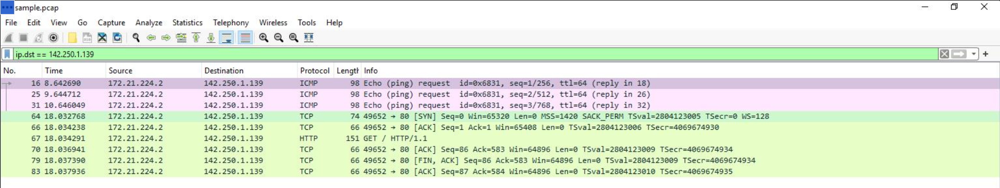 sample.pcap
File Edit View Go Capture Analyze Statistics Telephony Wireless Tools Help
ip.dst == 142.250.1.139
No. Time Source Destination Protocol Length Info
16 8.642690 172.21.224.2 142.250.1.139 ICMP 98 Echo (ping) request id=0x6831, seq=1/256, ttl=64 (reply in 18)
25 9.644712 172.21.224.2 142.250.1.139 ICMP 98 Echo (ping) request id=0x6831, seq=2/512, ttl=64 (reply in 26)
31 10.646049 172.21.224.2 142.250.1.139 ICMP 98 Echo (ping) request id=0x6831, seq=3/768, ttl=64 (reply in 32)
64 18.032768 172.21.224.2 142.250.1.139 TCP 74 49652 → 80 [SYN] Seq=0 Win=65320 Len=0 MSS=1420 SACK_PERM TSval=2804123005 TSecr=0 WS=128
66 18.034238 172.21.224.2 142.250.1.139 TCP 66 49652 → 80 [ACK] Seq=1 Ack=1 Win=65408 Len=0 TSval=2804123006 TSecr=4069674930
67 18.034291 172.21.224.2 142.250.1.139 HTTP 151 GET / HTTP/1.1
70 18.036941 172.21.224.2 142.250.1.139 TCP 66 49652 → 80 [ACK] Seq=86 Ack=583 Win=64896 Len=0 TSval=2804123009 TSecr=4069674934
79 18.037390 172.21.224.2 142.250.1.139 TCP 66 49652 → 80 [FIN, ACK] Seq=86 Ack=583 Win=64896 Len=0 TSval=2804123009 TSecr=4069674934
83 18.037936 172.21.224.2 142.250.1.139 TCP 66 49652 → 80 [ACK] Seq=87 Ack=584 Win=64896 Len=0 TSval=2804123010 TSecr=4069674935